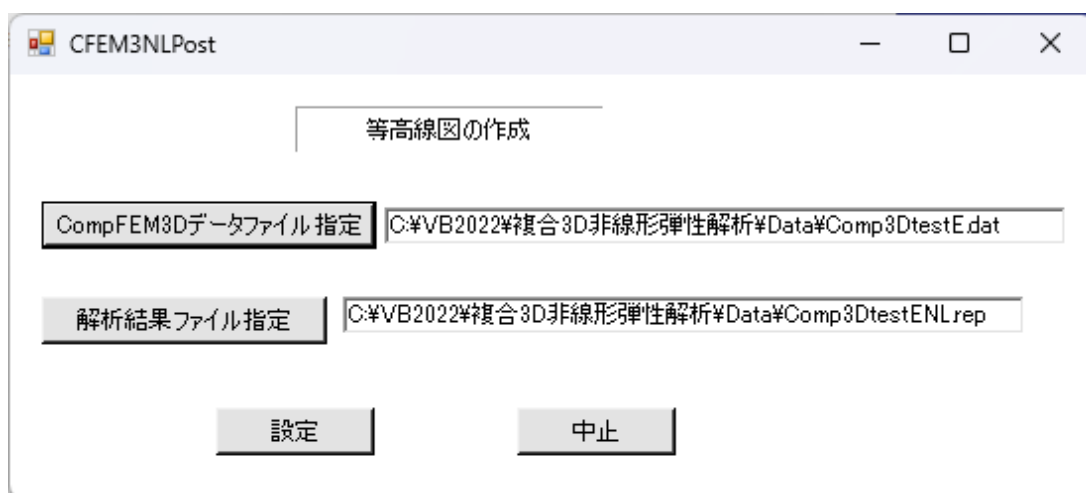 CFEM3NLPost
等高線図の作成
CompFEM3Dデータファイル指定 C:¥VB2022¥複合3D非線形弾性解析¥Data¥Comp3DtestE.dat
解析結果ファイル指定 C:¥VB2022¥複合3D非線形弾性解析¥Data¥Comp3DtestENL.rep
設定 中止